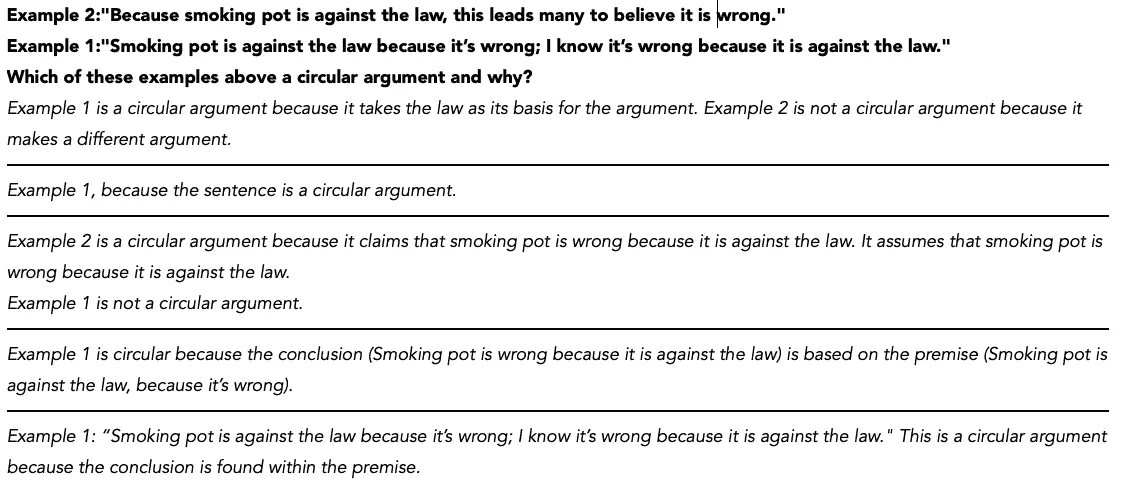 Example 2:"Because smoking pot is against the law, this leads many to believe it is wrong."
Example 1:"Smoking pot is against the law because it’s wrong; I know it’s wrong because it is against the law."
Which of these examples above a circular argument and why?
Example 1 is a circular argument because it takes the law as its basis for the argument. Example 2 is not a circular argument because it
makes a different argument.
Example 1, because the sentence is a circular argument.
Example 2 is a circular argument because it claims that smoking pot is wrong because it is against the law. It assumes that smoking pot is
wrong because it is against the law.
Example 1 is not a circular argument.
Example 1 is circular because the conclusion (Smoking pot is wrong because it is against the law) is based on the premise (Smoking pot is
against the law, because it’s wrong).
Example 1: “Smoking pot is against the law because it’s wrong; I know it’s wrong because it is against the law." This is a circular argument
because the conclusion is found within the premise.